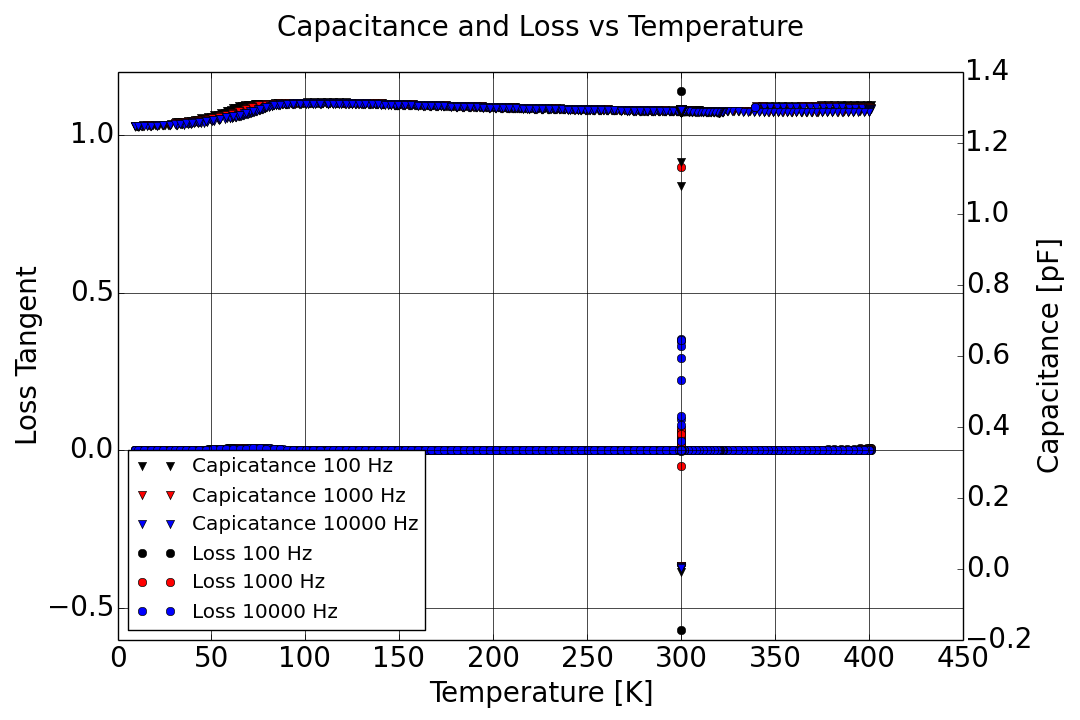 Capacitance and Loss vs Temperature
1.0
0.5
0.0
−0.5
Loss Tangent
1.4
1.2
1.0
0.8
0.6
0.4
0.2
0.0
−0.2
Capacitance [pF]
Capicatance 100 Hz
Capicatance 1000 Hz
Capicatance 10000 Hz
Loss 100 Hz
Loss 1000 Hz
Loss 10000 Hz
0 50 100 150 200 250 300 350 400 450
Temperature [K]